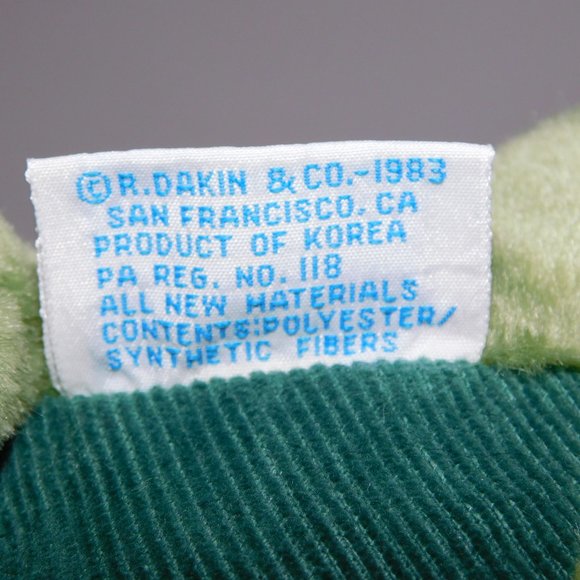 © R. DAKIN & CO.-1983
SAN FRANCISCO. CA
PRODUCT OF KOREA
PA REG. NO. 118
ALL NEW MATERIALS
CONTENTS:POLYESTER/
SYNTHETIC FIBERS